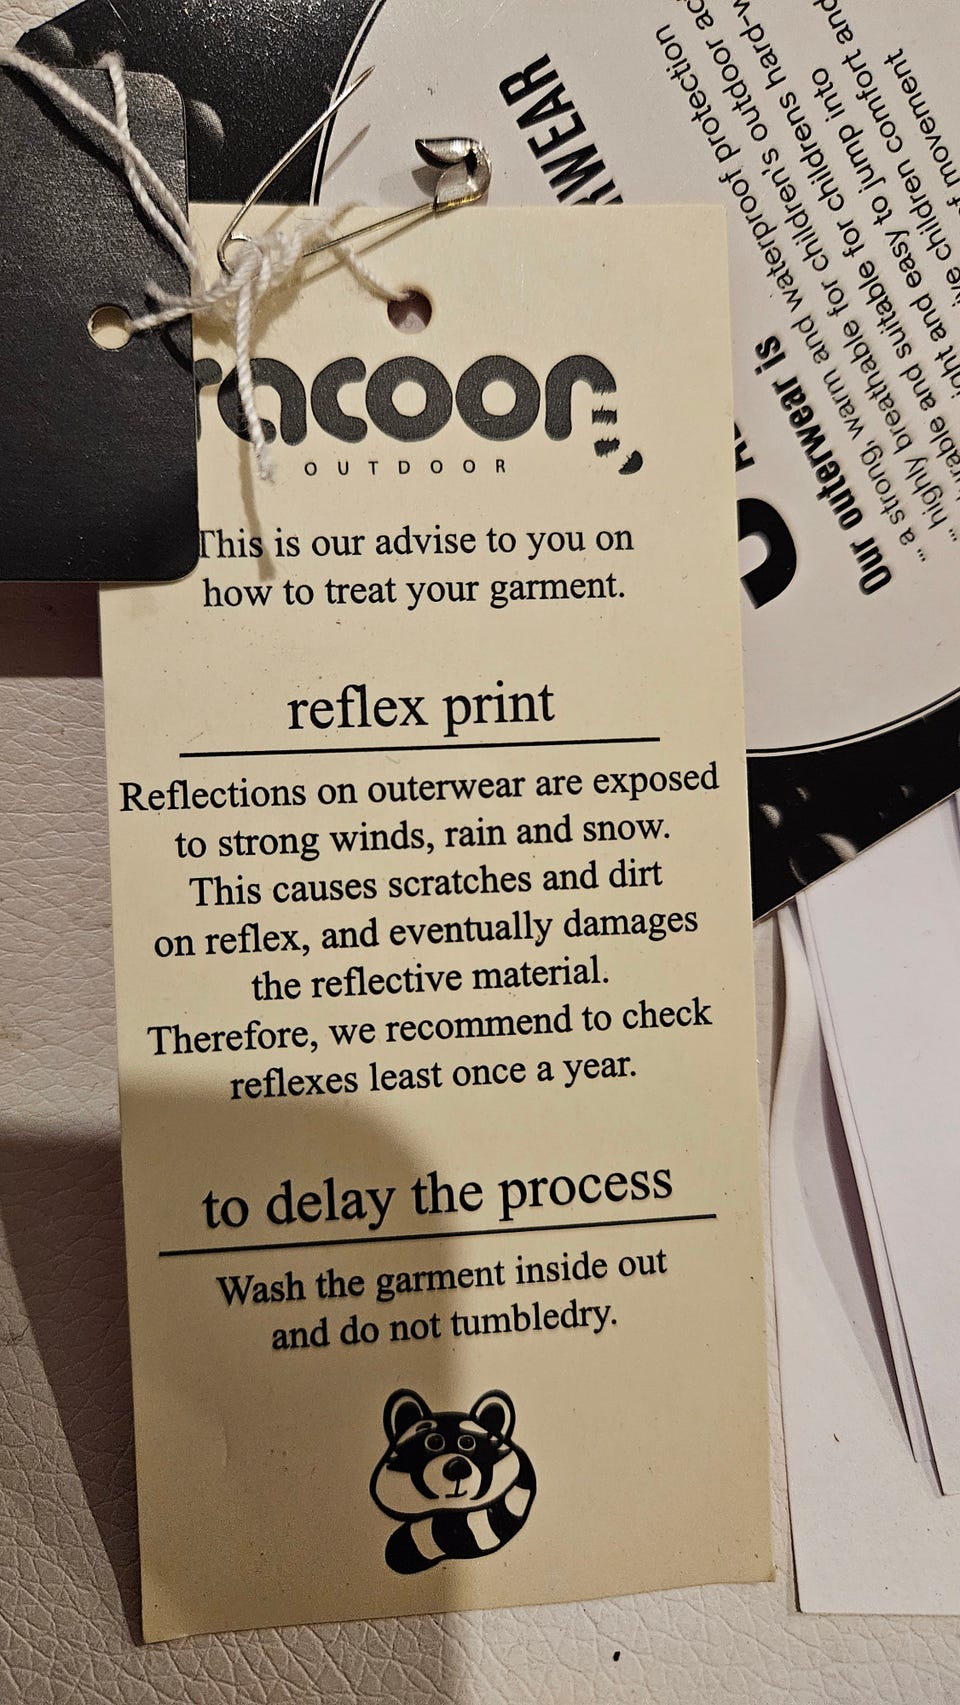 racoon
OUTDOOR
This is our advise to you on
how to treat your garment.
reflex print
Reflections on outerwear are exposed
to strong winds, rain and snow.
This causes scratches and dirt
on reflex, and eventually damages
the reflective material.
Therefore, we recommend to check
reflexes least once a year.
to delay the process
Wash the garment inside out
and do not tumbledry.
Our outerwear is
... a strong, warm and waterproof protection
... highly breathable for children's outdoor
and suitable for childrens
and easy to jump into
children comfort and
movement